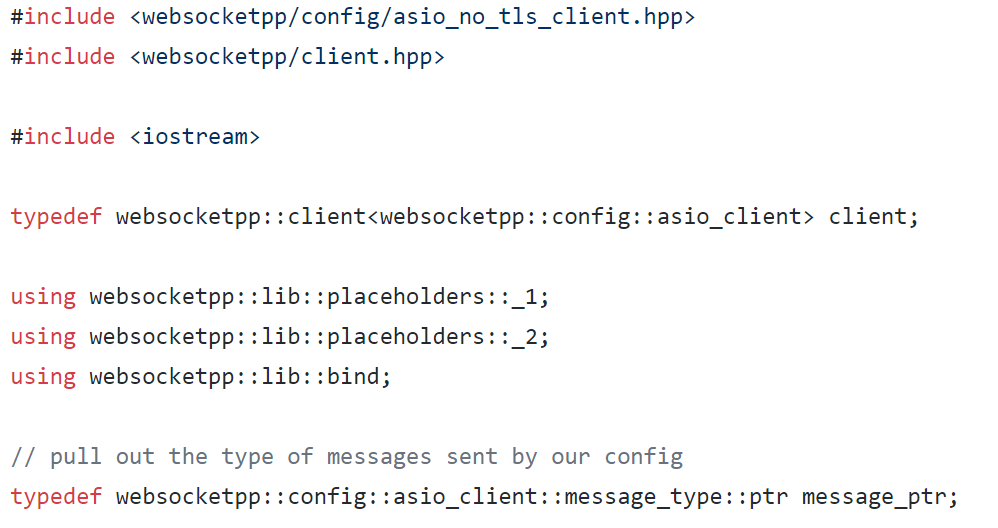 #include <websocketpp/config/asio_no_tls_client.hpp>
#include <websocketpp/client.hpp>
#include <iostream>
typedef websocketpp::client<websocketpp::config::asio_client> client;
using websocketpp::lib::placeholders::_1;
using websocketpp::lib::placeholders::_2;
using websocketpp::lib::bind;
// pull out the type of messages sent by our config
typedef websocketpp::config::asio_client::message_type::ptr message_ptr;